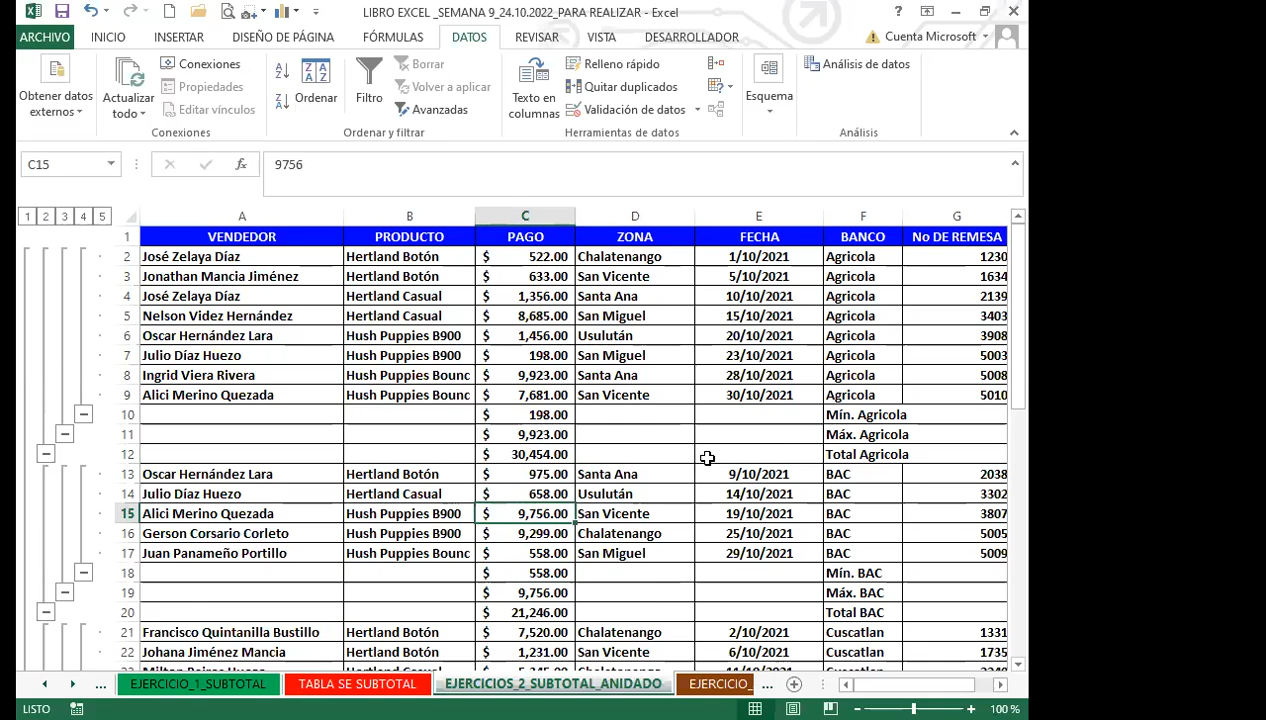 LIBRO EXCEL _SEMANA 9_24.10.2022_PARA REALIZAR - Excel
ARCHIVO INICIO INSERTAR DISEÑO DE PÁGINA FÓRMULAS DATOS REVISAR VISTA DESARROLLADOR Cuenta Microsoft
Obtener datos externos
Actualizar todo
Conexiones
Propiedades
Editar vínculos
Conexiones
Ordenar
Filtro
Borrar
Volver a aplicar
Avanzadas
Ordenar y filtrar
Texto en columnas
Relleno rápido
Quitar duplicados
Validación de datos
Herramientas de datos
Esquema
Análisis de datos
Análisis
C15 fx 9756
1 2 3 4 5 A B C D E F G
1 VENDEDOR PRODUCTO PAGO ZONA FECHA BANCO No DE REMESA
2 José Zelaya Díaz Hertland Botón $ 522.00 Chalatenango 1/10/2021 Agricola 1230
3 Jonathan Mancia Jiménez Hertland Botón $ 633.00 San Vicente 5/10/2021 Agricola 1634
4 José Zelaya Díaz Hertland Casual $ 1,356.00 Santa Ana 10/10/2021 Agricola 2139
5 Nelson Videz Hernández Hertland Casual $ 8,685.00 San Miguel 15/10/2021 Agricola 3403
6 Oscar Hernández Lara Hush Puppies B900 $ 1,456.00 Usulután 20/10/2021 Agricola 3908
7 Julio Díaz Huezo Hush Puppies B900 $ 198.00 San Miguel 23/10/2021 Agricola 5003
8 Ingrid Viera Rivera Hush Puppies Bounc $ 9,923.00 Santa Ana 28/10/2021 Agricola 5008
9 Alici Merino Quezada Hush Puppies Bounc $ 7,681.00 San Vicente 30/10/2021 Agricola 5010
10 $ 198.00 Mín. Agricola
11 $ 9,923.00 Máx. Agricola
12 $ 30,454.00 Total Agricola
13 Oscar Hernández Lara Hertland Botón $ 975.00 Santa Ana 9/10/2021 BAC 2038
14 Julio Díaz Huezo Hertland Casual $ 658.00 Usulután 14/10/2021 BAC 3302
15 Alici Merino Quezada Hush Puppies B900 $ 9,756.00 San Vicente 19/10/2021 BAC 3807
16 Gerson Corsario Corleto Hush Puppies B900 $ 9,299.00 Chalatenango 25/10/2021 BAC 5005
17 Juan Panameño Portillo Hush Puppies Bounc $ 558.00 San Miguel 29/10/2021 BAC 5009
18 $ 558.00 Mín. BAC
19 $ 9,756.00 Máx. BAC
20 $ 21,246.00 Total BAC
21 Francisco Quintanilla Bustillo Hertland Botón $ 7,520.00 Chalatenango 2/10/2021 Cuscatlan 1331
22 Johana Jiménez Mancia Hertland Botón $ 1,231.00 San Vicente 6/10/2021 Cuscatlan 1735
... EJERCICIO_1_SUBTOTAL TABLA SE SUBTOTAL EJERCICIOS_2_SUBTOTAL_ANIDADO EJERCICIO_ ...
LISTO 100 %